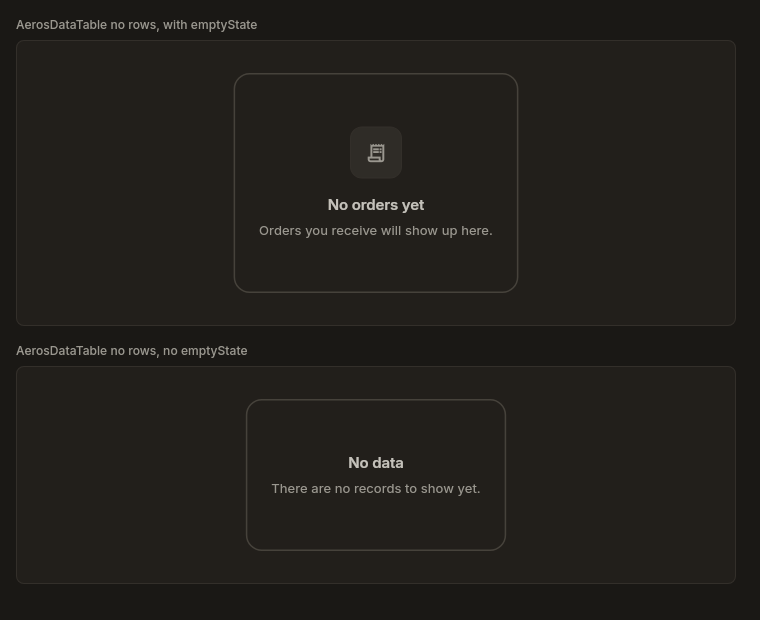 AerosDataTable no rows, with emptyState
No orders yet
Orders you receive will show up here.
AerosDataTable no rows, no emptyState
No data
There are no records to show yet.